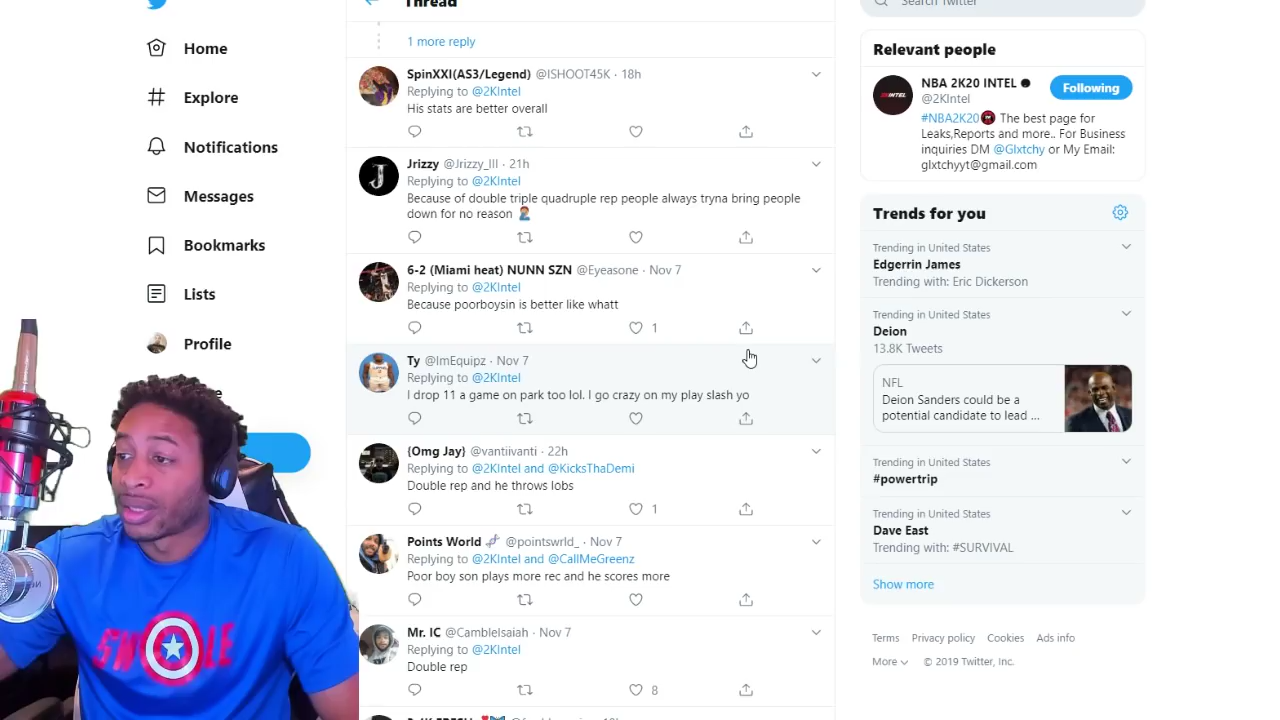 Home
Explore
Notifications
Messages
Bookmarks
Lists
Profile
Thread
1 more reply
SpinXXI(AS3/Legend) @ISHOOT45K · 18h
Replying to @2KIntel
His stats are better overall
Jrizzy @Jrizzy_III · 21h
Replying to @2KIntel
Because of double triple quadruple rep people always tryna bring people
down for no reason
6-2 (Miami heat) NUNN SZN @Eyeasone · Nov 7
Replying to @2KIntel
Because poorboysin is better like whatt
1
Ty @ImEquipz · Nov 7
Replying to @2KIntel
I drop 11 a game on park too lol. I go crazy on my play slash yo
{Omg Jay} @vantiivanti · 22h
Replying to @2KIntel and @KicksThaDemi
Double rep and he throws lobs
1
Points World @pointswrld_ · Nov 7
Replying to @2KIntel and @CallMeGreenz
Poor boy son plays more rec and he scores more
Mr. IC @CambleIsaiah · Nov 7
Replying to @2KIntel
Double rep
8
Search Twitter
Relevant people
NBA 2K20 INTEL
@2KIntel
Following
#NBA2K20 The best page for
Leaks,Reports and more.. For Business
inquiries DM @Glxtchy or My Email:
glxtchyyt@gmail.com
Trends for you
Trending in United States
Edgerrin James
Trending with: Eric Dickerson
Trending in United States
Deion
13.8K Tweets
NFL
Deion Sanders could be a
potential candidate to lead ...
Trending in United States
#powertrip
Trending in United States
Dave East
Trending with: #SURVIVAL
Show more
Terms Privacy policy Cookies Ads info
More © 2019 Twitter, Inc.